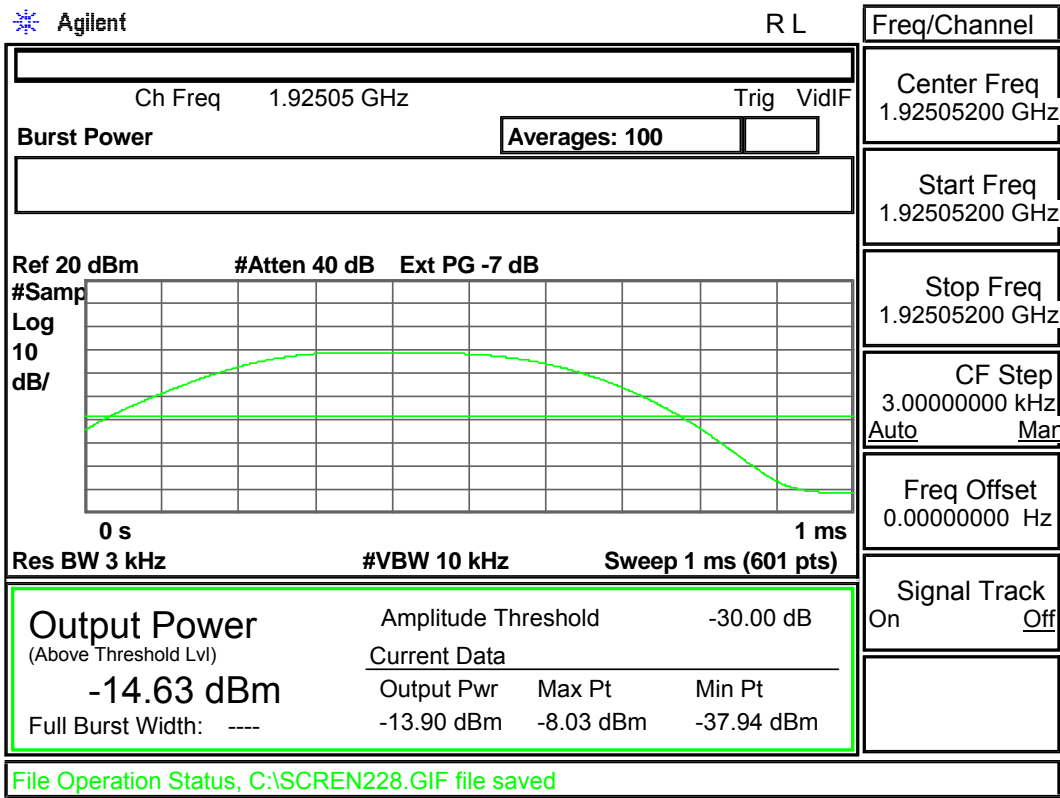 Agilent R L Freq/Channel
Ch Freq 1.92505 GHz Trig VidIF
Burst Power Averages: 100
Ref 20 dBm #Atten 40 dB Ext PG -7 dB
#Samp
Log
10
dB/
0 s 1 ms
Res BW 3 kHz #VBW 10 kHz Sweep 1 ms (601 pts)
Output Power
(Above Threshold Lvl)
-14.63 dBm
Full Burst Width: ----
Amplitude Threshold -30.00 dB
Current Data
Output Pwr Max Pt Min Pt
-13.90 dBm -8.03 dBm -37.94 dBm
Center Freq
1.92505200 GHz
Start Freq
1.92505200 GHz
Stop Freq
1.92505200 GHz
CF Step
3.00000000 kHz
Auto Man
Freq Offset
0.00000000 Hz
Signal Track
On Off
File Operation Status, C:\SCREN228.GIF file saved